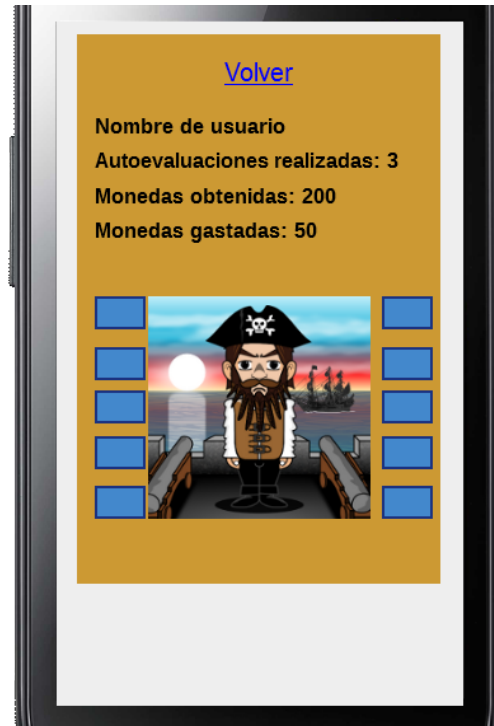 Volver
Nombre de usuario
Autoevaluaciones realizadas: 3
Monedas obtenidas: 200
Monedas gastadas: 50